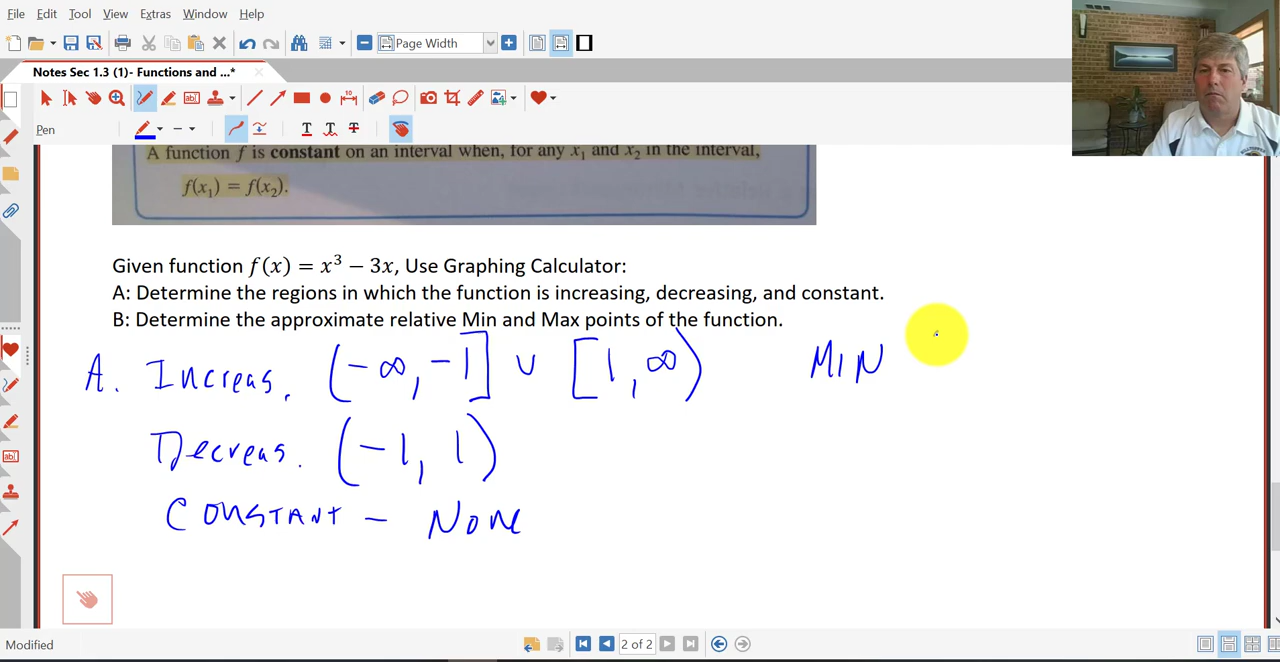 File Edit Tool View Extras Window Help
Page Width
Notes Sec 1.3 (1)- Functions and ...*
Pen
A function f is constant on an interval when, for any x₁ and x₂ in the interval,
f(x₁) = f(x₂).
Given function f(x) = x³ − 3x, Use Graphing Calculator:
A: Determine the regions in which the function is increasing, decreasing, and constant.
B: Determine the approximate relative Min and Max points of the function.
A. Increas. (-∞, -1] ∪ [1, ∞) MIN
Decreas. (-1, 1)
CONSTANT - NONE
Modified
2 of 2